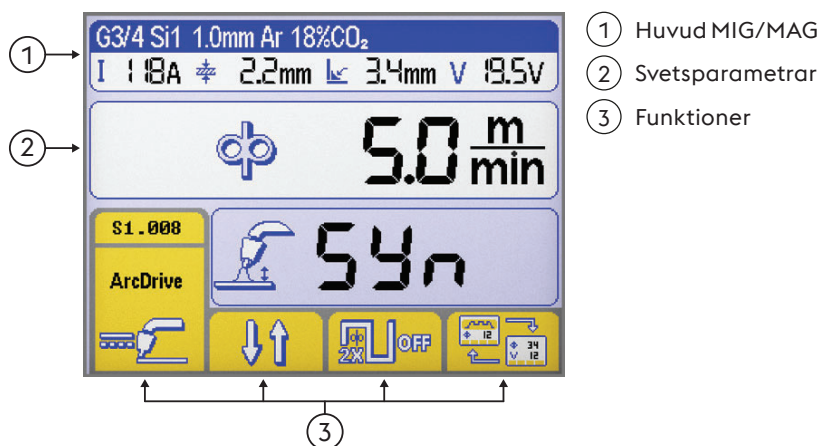 G3/4 Si1 1.0mm Ar 18%CO₂
I 118A 2.2mm 3.4mm V 19.5V
5.0 m/min
S1.008
Syn
ArcDrive
2X OFF
12
34
V 12
1
2
3
1 Huvud MIG/MAG
2 Svetsparametrar
3 Funktioner